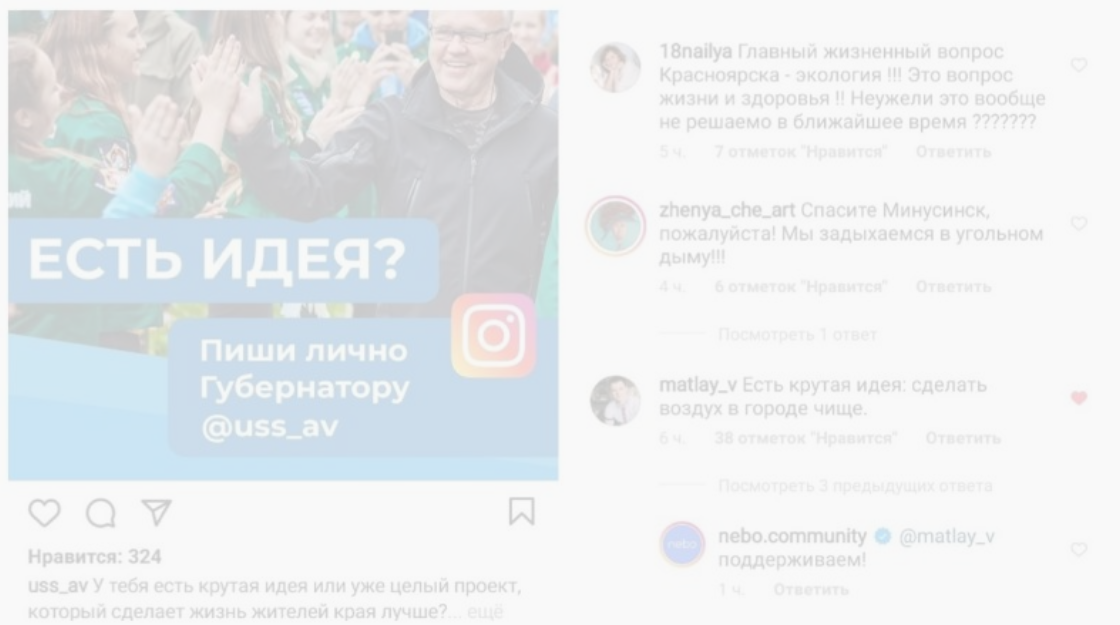 ЕСТЬ ИДЕЯ?
Пиши лично
Губернатору
@uss_av
Нравится: 324
uss_av У тебя есть крутая идея или уже целый проект,
который сделает жизнь жителей края лучше?... ещё
18nailya Главный жизненный вопрос
Красноярска - экология !!! Это вопрос
жизни и здоровья !! Неужели это вообще
не решаемо в ближайшее время ???????
5 ч. 7 отметок "Нравится" Ответить
zhenya_che_art Спасите Минусинск,
пожалуйста! Мы задыхаемся в угольном
дыму!!!
4 ч. 6 отметок "Нравится" Ответить
Посмотреть 1 ответ
matlay_v Есть крутая идея: сделать
воздух в городе чище.
6 ч. 38 отметок "Нравится" Ответить
Посмотреть 3 предыдущих ответа
nebo
nebo.community @matlay_v
поддерживаем!
1 ч. Ответить